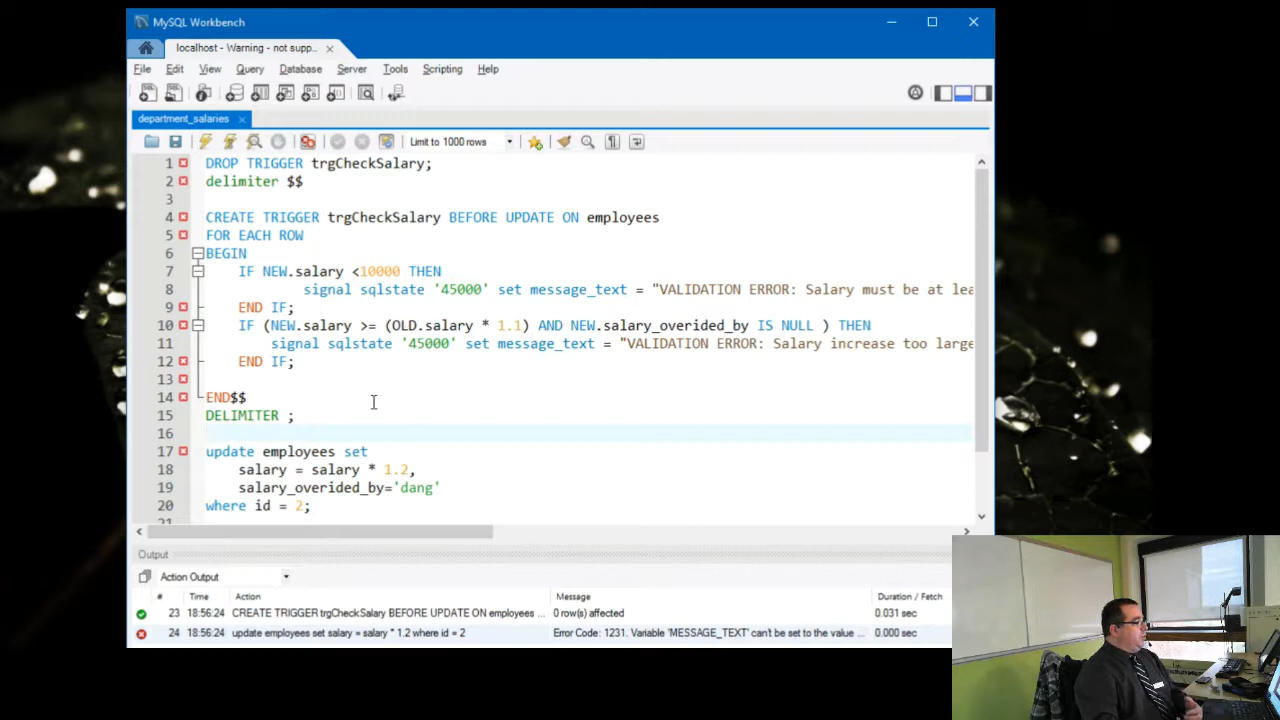 MySQL Workbench
localhost - Warning - not supp...
File Edit View Query Database Server Tools Scripting Help
department_salaries
Limit to 1000 rows
1 DROP TRIGGER trgCheckSalary;
2 delimiter $$
3
4 CREATE TRIGGER trgCheckSalary BEFORE UPDATE ON employees
5 FOR EACH ROW
6 BEGIN
7 IF NEW.salary <10000 THEN
8 signal sqlstate '45000' set message_text = "VALIDATION ERROR: Salary must be at lea
9 END IF;
10 IF (NEW.salary >= (OLD.salary * 1.1) AND NEW.salary_overided_by IS NULL ) THEN
11 signal sqlstate '45000' set message_text = "VALIDATION ERROR: Salary increase too large
12 END IF;
13
14 END$$
15 DELIMITER ;
16
17 update employees set
18 salary = salary * 1.2,
19 salary_overided_by='dang'
20 where id = 2;
21
Output
Action Output
# Time Action Message Duration / Fetch
23 18:56:24 CREATE TRIGGER trgCheckSalary BEFORE UPDATE ON employees ... 0 row(s) affected 0.031 sec
24 18:56:24 update employees set salary = salary * 1.2 where id = 2 Error Code: 1231. Variable 'MESSAGE_TEXT' can't be set to the value ... 0.000 sec